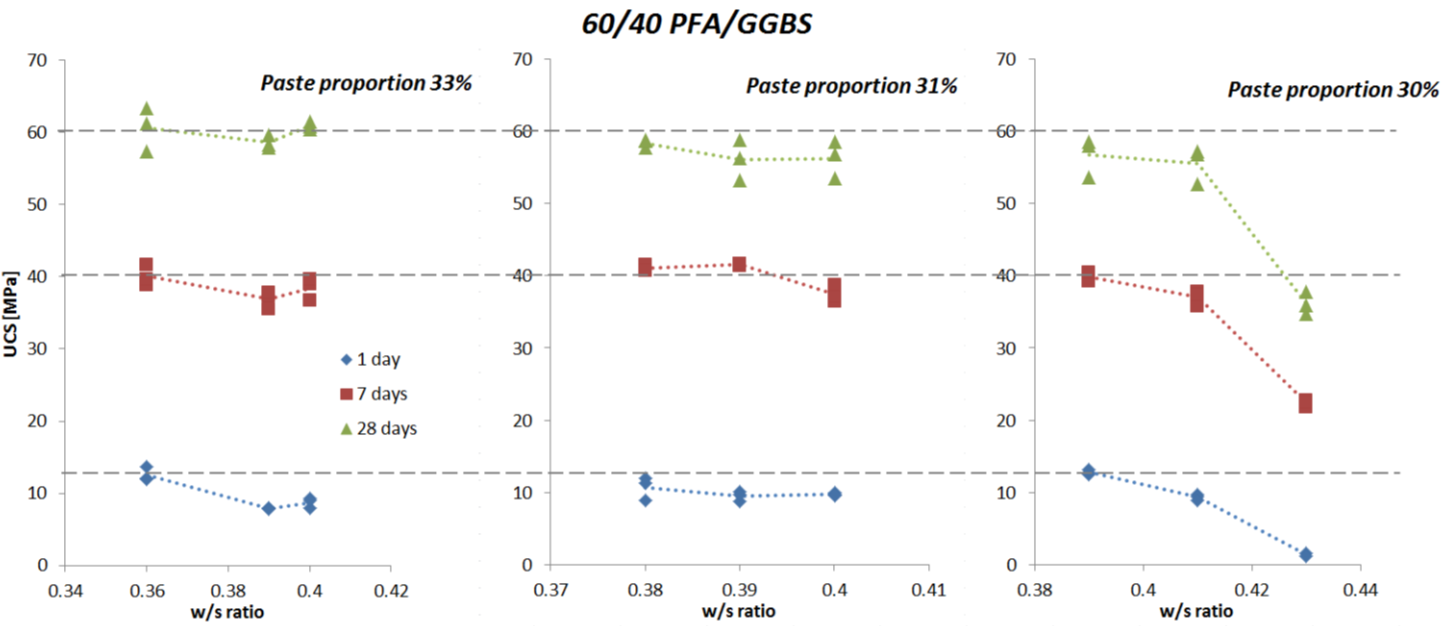 60/40 PFA/GGBS
Paste proportion 33%
Paste proportion 31%
Paste proportion 30%
UCS [MPa]
70
60
50
40
30
20
10
0
1 day
7 days
28 days
0.34 0.36 0.38 0.4 0.42
w/s ratio
70
60
50
40
30
20
10
0
0.37 0.38 0.39 0.4 0.41
w/s ratio
70
60
50
40
30
20
10
0
0.38 0.4 0.42 0.44
w/s ratio